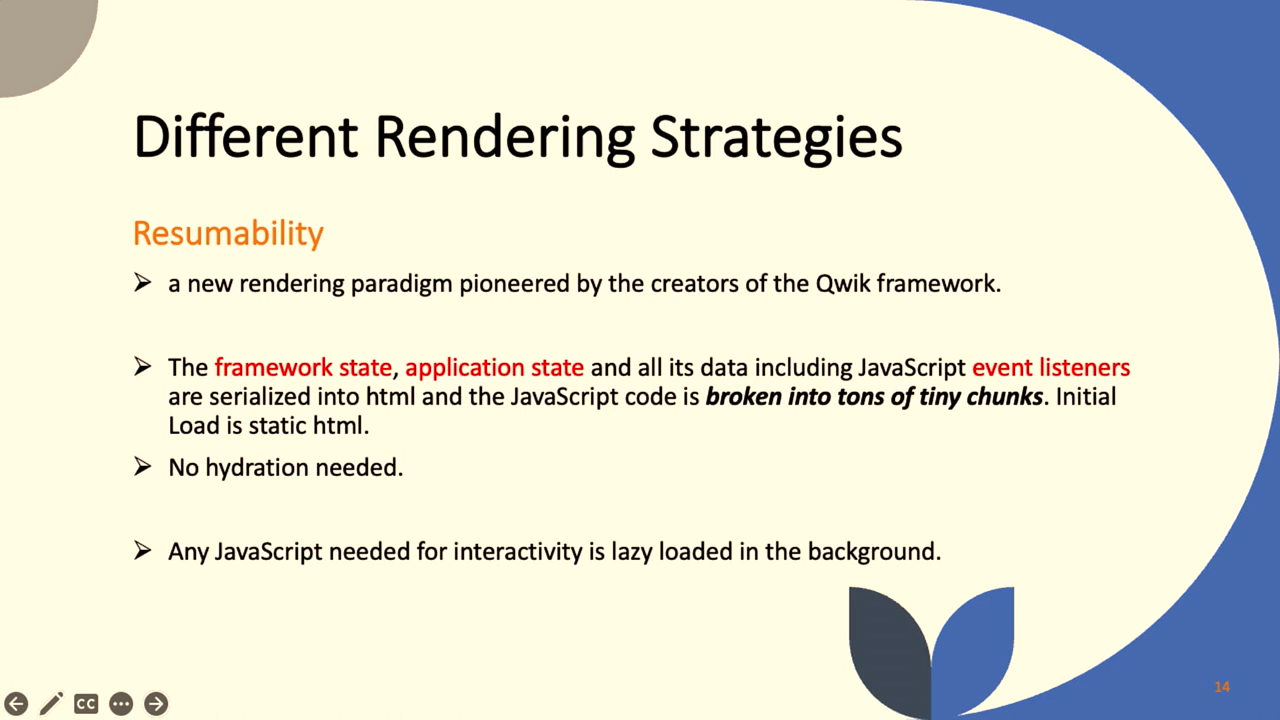 Different Rendering Strategies
Resumability
a new rendering paradigm pioneered by the creators of the Qwik framework.
The framework state, application state and all its data including JavaScript event listeners
are serialized into html and the JavaScript code is broken into tons of tiny chunks. Initial
Load is static html.
No hydration needed.
Any JavaScript needed for interactivity is lazy loaded in the background.
14
CC